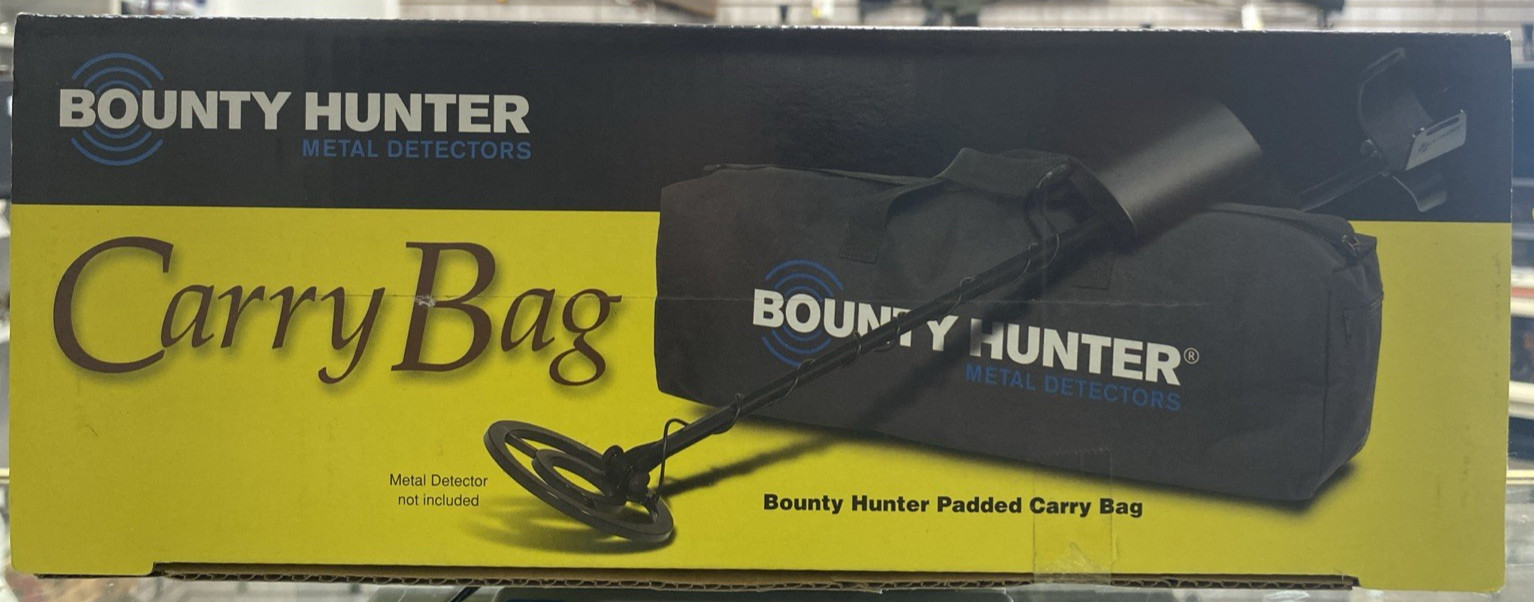 BOUNTY HUNTER
METAL DETECTORS
Carry Bag
BOUNTY HUNTER®
METAL DETECTORS
Metal Detector
not included
Bounty Hunter Padded Carry Bag